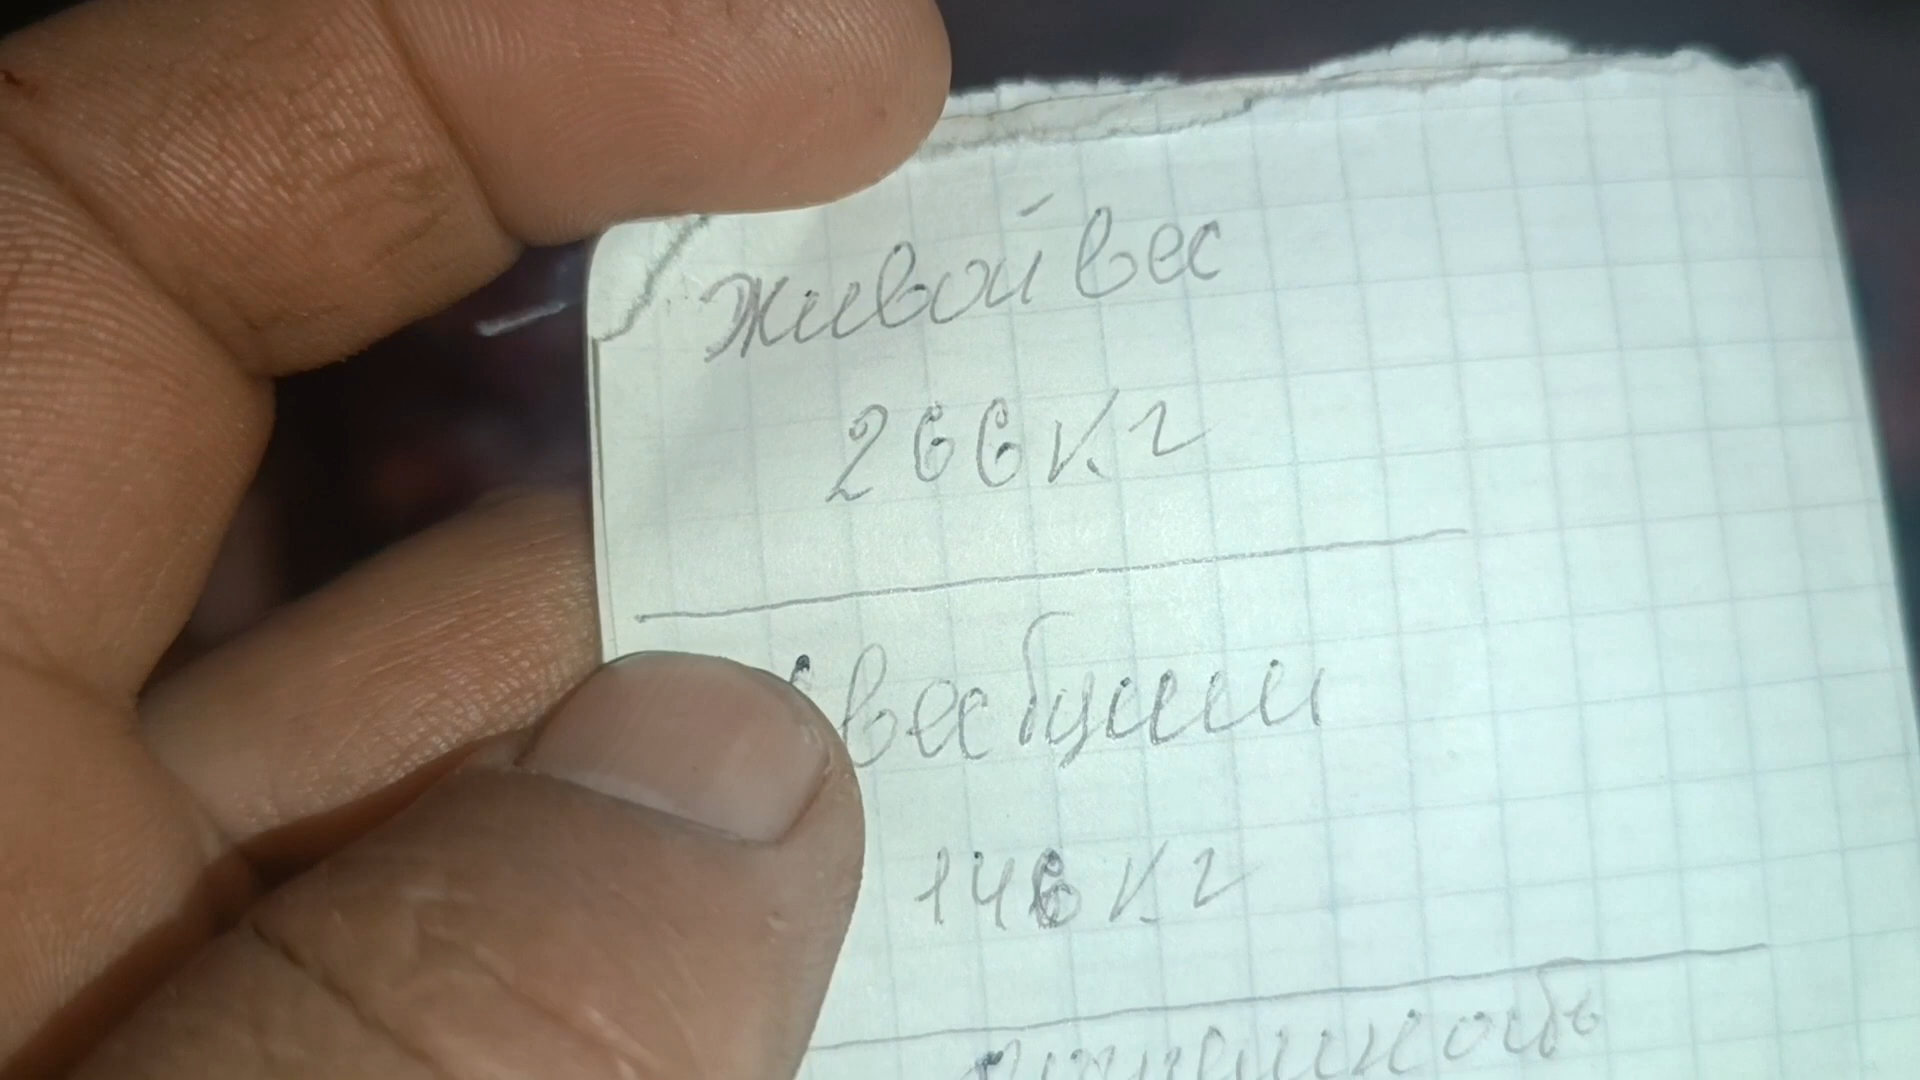 Живой вес
266 кг
вес туши
146 кг